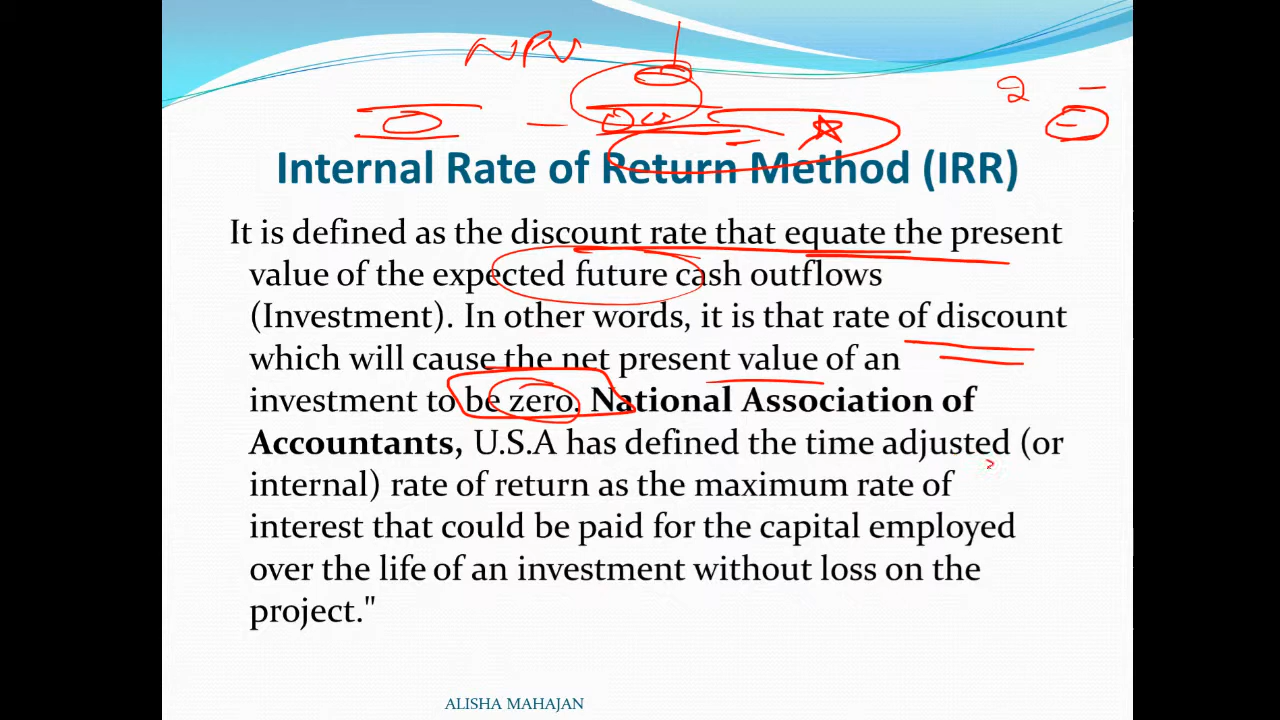 NPV
2
Internal Rate of Return Method (IRR)
It is defined as the discount rate that equate the present
value of the expected future cash outflows
(Investment). In other words, it is that rate of discount
which will cause the net present value of an
investment to be zero. National Association of
Accountants, U.S.A has defined the time adjusted (or
internal) rate of return as the maximum rate of
interest that could be paid for the capital employed
over the life of an investment without loss on the
project."
ALISHA MAHAJAN